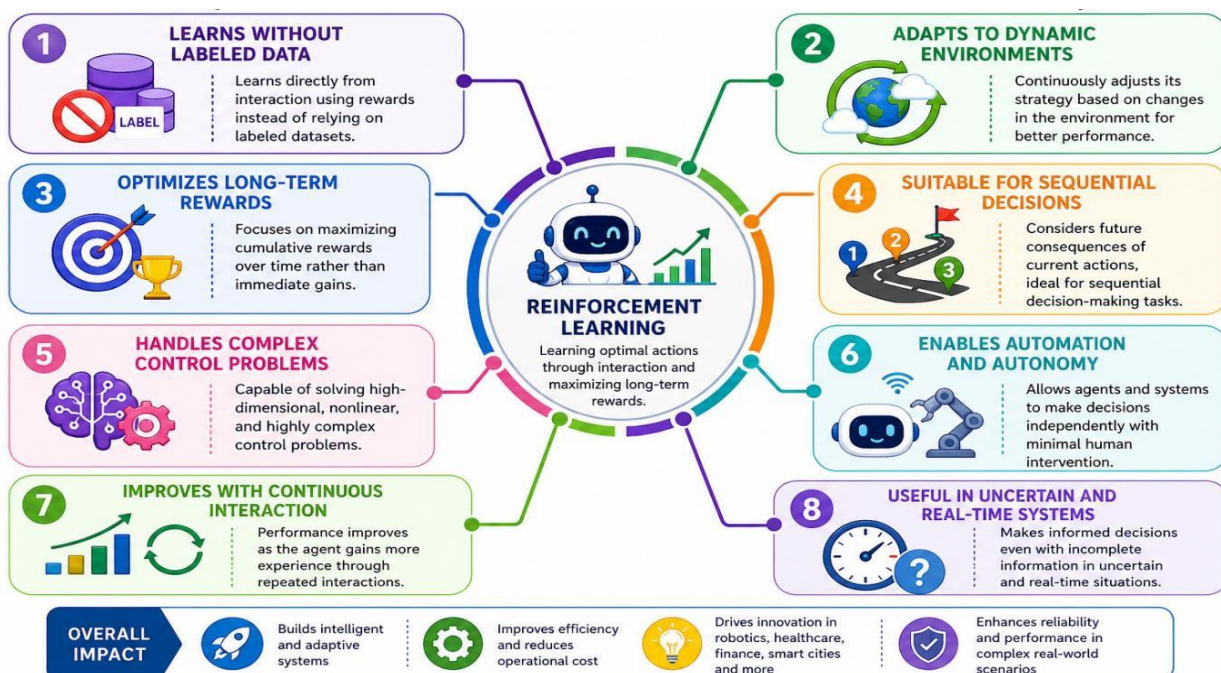 1
LEARNS WITHOUT
LABELED DATA
LABEL
Learns directly from
interaction using rewards
instead of relying on
labeled datasets.
2
ADAPTS TO DYNAMIC
ENVIRONMENTS
Continuously adjusts its
strategy based on changes
in the environment for
better performance.
3
OPTIMIZES LONG-TERM
REWARDS
Focuses on maximizing
cumulative rewards
over time rather than
immediate gains.
4
SUITABLE FOR SEQUENTIAL
DECISIONS
1
2
3
Considers future
consequences of
current actions,
ideal for sequential
decision-making tasks.
REINFORCEMENT
LEARNING
Learning optimal actions
through interaction and
maximizing long-term
rewards.
5
HANDLES COMPLEX
CONTROL PROBLEMS
Capable of solving high-
dimensional, nonlinear,
and highly complex
control problems.
6
ENABLES AUTOMATION
AND AUTONOMY
Allows agents and systems
to make decisions
independently with
minimal human
intervention.
7
IMPROVES WITH CONTINUOUS
INTERACTION
Performance improves
as the agent gains more
experience through
repeated interactions.
8
USEFUL IN UNCERTAIN AND
REAL-TIME SYSTEMS
?
Makes informed decisions
even with incomplete
information in uncertain
and real-time situations.
OVERALL
IMPACT
Builds intelligent
and adaptive
systems
Improves efficiency
and reduces
operational cost
Drives innovation in
robotics, healthcare,
finance, smart cities
and more
Enhances reliability
and performance in
complex real-world
scenarios